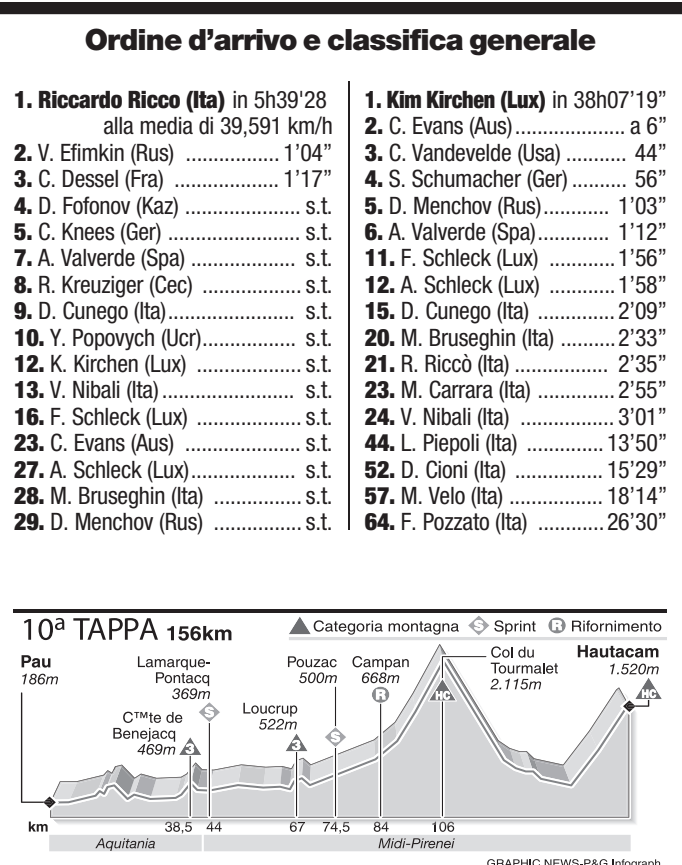 Ordine d'arrivo e classifica generale
1. Riccardo Ricco (Ita) in 5h39'28
alla media di 39,591 km/h
2. V. Efimkin (Rus) ................. 1'04”
3. C. Dessel (Fra) ................... 1'17”
4. D. Fofonov (Kaz) ..................... s.t.
5. C. Knees (Ger) ........................ s.t.
7. A. Valverde (Spa) ................... s.t.
8. R. Kreuziger (Cec) .................. s.t.
9. D. Cunego (Ita)........................ s.t.
10. Y. Popovych (Ucr)................. s.t.
12. K. Kirchen (Lux) ................... s.t.
13. V. Nibali (Ita)........................ s.t.
16. F. Schleck (Lux) ................... s.t.
23. C. Evans (Aus) ..................... s.t.
27. A. Schleck (Lux)................... s.t.
28. M. Bruseghin (Ita) ................ s.t.
29. D. Menchov (Rus) ................ s.t.
1. Kim Kirchen (Lux) in 38h07'19”
2. C. Evans (Aus).................... a 6”
3. C. Vandevelde (Usa) ........... 44”
4. S. Schumacher (Ger) .......... 56”
5. D. Menchov (Rus)............ 1'03”
6. A. Valverde (Spa)............. 1'12”
11. F. Schleck (Lux) ............. 1'56”
12. A. Schleck (Lux) ............ 1'58”
15. D. Cunego (Ita) .............. 2'09”
20. M. Bruseghin (Ita) ..........2'33”
21. R. Riccò (Ita) ................. 2'35”
23. M. Carrara (Ita) ..............2'55”
24. V. Nibali (Ita) .................3'01”
44. L. Piepoli (Ita) ..............13'50”
52. D. Cioni (Ita) ................ 15'29”
57. M. Velo (Ita) ................. 18'14”
64. F. Pozzato (Ita) ............26'30”
10ª TAPPA 156km
Categoria montagna S Sprint R Rifornimento
Pau
186m
C™te de
Benejacq
469m
3
Lamarque-
Pontacq
369m
S
Loucrup
522m
3
Pouzac
500m
S
Campan
668m
R
Col du
Tourmalet
2.115m
HC
Hautacam
1.520m
HC
km 38,5 44 67 74,5 84 106
Aquitania Midi-Pirenei
GRAPHIC NEWS-P&G Infograph